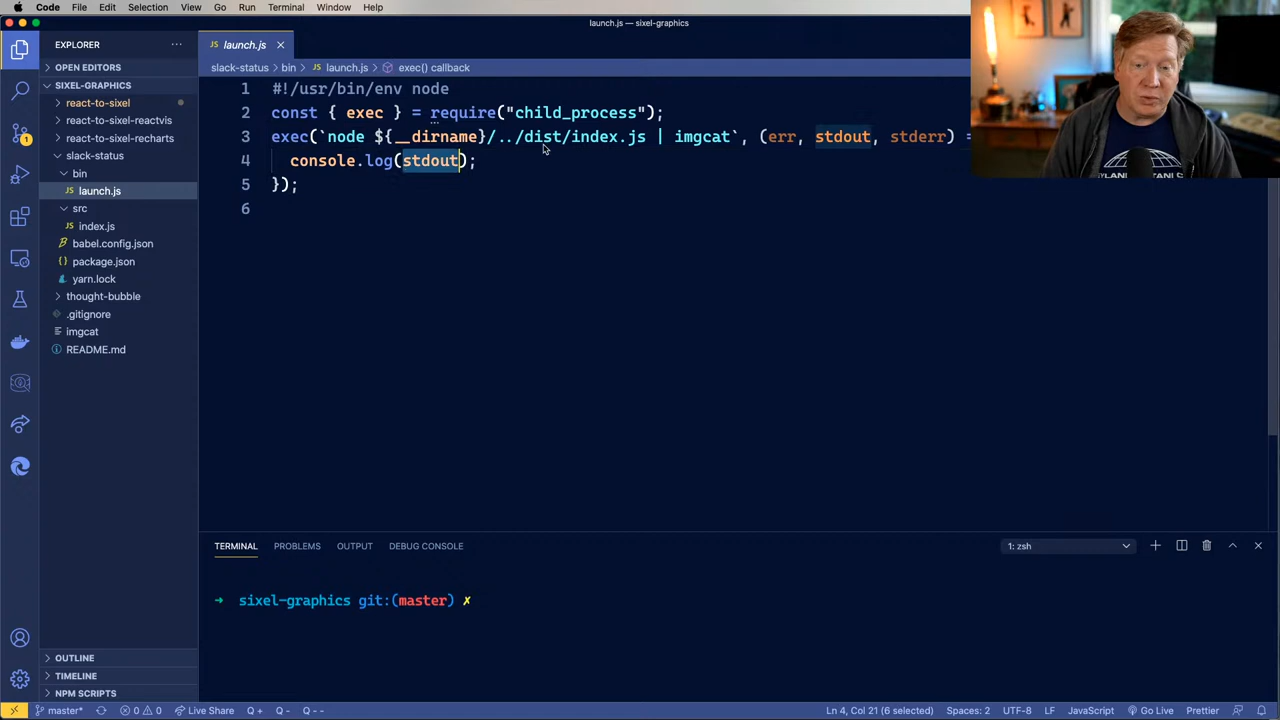 Code File Edit Selection View Go Run Terminal Window Help
launch.js — sixel-graphics
EXPLORER
launch.js
OPEN EDITORS
SIXEL-GRAPHICS
slack-status > bin > launch.js > exec() callback
react-to-sixel
react-to-sixel-reactvis
react-to-sixel-recharts
slack-status
bin
launch.js
src
index.js
babel.config.json
package.json
yarn.lock
thought-bubble
.gitignore
imgcat
README.md
OUTLINE
TIMELINE
NPM SCRIPTS
1 #!/usr/bin/env node
2 const { exec } = require("child_process");
3 exec(`node ${__dirname}/../dist/index.js | imgcat`, (err, stdout, stderr) =
4 console.log(stdout);
5 });
6
TERMINAL PROBLEMS OUTPUT DEBUG CONSOLE 1: zsh
➜ sixel-graphics git:(master) ✗
master* 0 0 Live Share Q + Q - Q - - Ln 4, Col 21 (6 selected) Spaces: 2 UTF-8 LF JavaScript Go Live Prettier